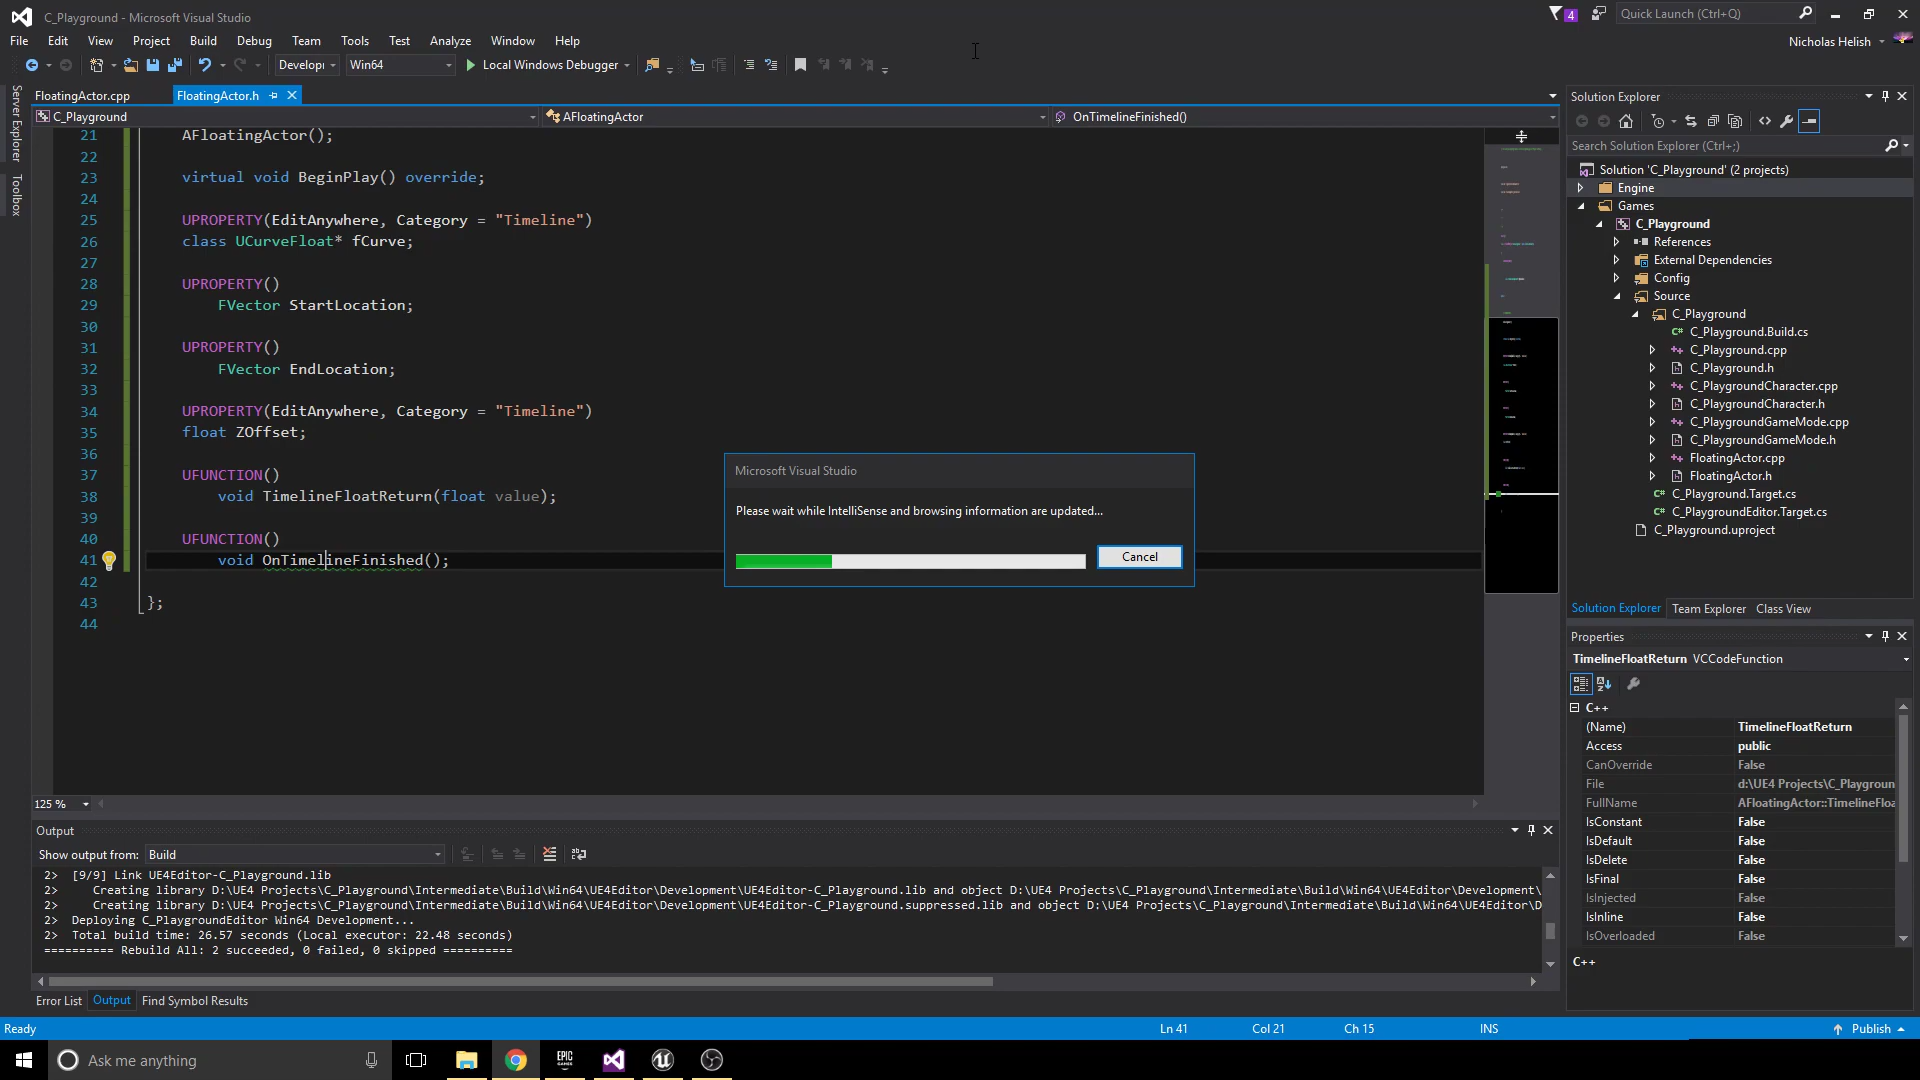 C_Playground - Microsoft Visual Studio
4
Quick Launch (Ctrl+Q)
File Edit View Project Build Debug Team Tools Test Analyze Window Help
Nicholas Helish
Developi Win64 Local Windows Debugger
Server Explorer
Toolbox
FloatingActor.cpp FloatingActor.h
C_Playground AFloatingActor OnTimelineFinished()
21 AFloatingActor();
22
23 virtual void BeginPlay() override;
24
25 UPROPERTY(EditAnywhere, Category = "Timeline")
26 class UCurveFloat* fCurve;
27
28 UPROPERTY()
29 FVector StartLocation;
30
31 UPROPERTY()
32 FVector EndLocation;
33
34 UPROPERTY(EditAnywhere, Category = "Timeline")
35 float ZOffset;
36
37 UFUNCTION()
38 void TimelineFloatReturn(float value);
39
40 UFUNCTION()
41 void OnTimelineFinished();
42
43 };
44
Microsoft Visual Studio
Please wait while IntelliSense and browsing information are updated...
Cancel
125 %
Output
Show output from: Build
2> [9/9] Link UE4Editor-C_Playground.lib
2> Creating library D:\UE4 Projects\C_Playground\Intermediate\Build\Win64\UE4Editor\Development\UE4Editor-C_Playground.lib and object D:\UE4 Projects\C_Playground\Intermediate\Build\Win64\UE4Editor\Development\
2> Creating library D:\UE4 Projects\C_Playground\Intermediate\Build\Win64\UE4Editor\Development\UE4Editor-C_Playground.suppressed.lib and object D:\UE4 Projects\C_Playground\Intermediate\Build\Win64\UE4Editor\D
2> Deploying C_PlaygroundEditor Win64 Development...
2> Total build time: 26.57 seconds (Local executor: 22.48 seconds)
========== Rebuild All: 2 succeeded, 0 failed, 0 skipped ==========
Error List Output Find Symbol Results
Solution Explorer
Search Solution Explorer (Ctrl+;)
Solution 'C_Playground' (2 projects)
Engine
Games
C_Playground
References
External Dependencies
Config
Source
C_Playground
C_Playground.Build.cs
C_Playground.cpp
C_Playground.h
C_PlaygroundCharacter.cpp
C_PlaygroundCharacter.h
C_PlaygroundGameMode.cpp
C_PlaygroundGameMode.h
FloatingActor.cpp
FloatingActor.h
C_Playground.Target.cs
C_PlaygroundEditor.Target.cs
C_Playground.uproject
Solution Explorer Team Explorer Class View
Properties
TimelineFloatReturn VCCodeFunction
C++
(Name) TimelineFloatReturn
Access public
CanOverride False
File d:\UE4 Projects\C_Playgroun
FullName AFloatingActor::TimelineFloa
IsConstant False
IsDefault False
IsDelete False
IsFinal False
IsInjected False
IsInline False
IsOverloaded False
C++
Ready Ln 41 Col 21 Ch 15 INS Publish
Ask me anything
EPIC GAMES